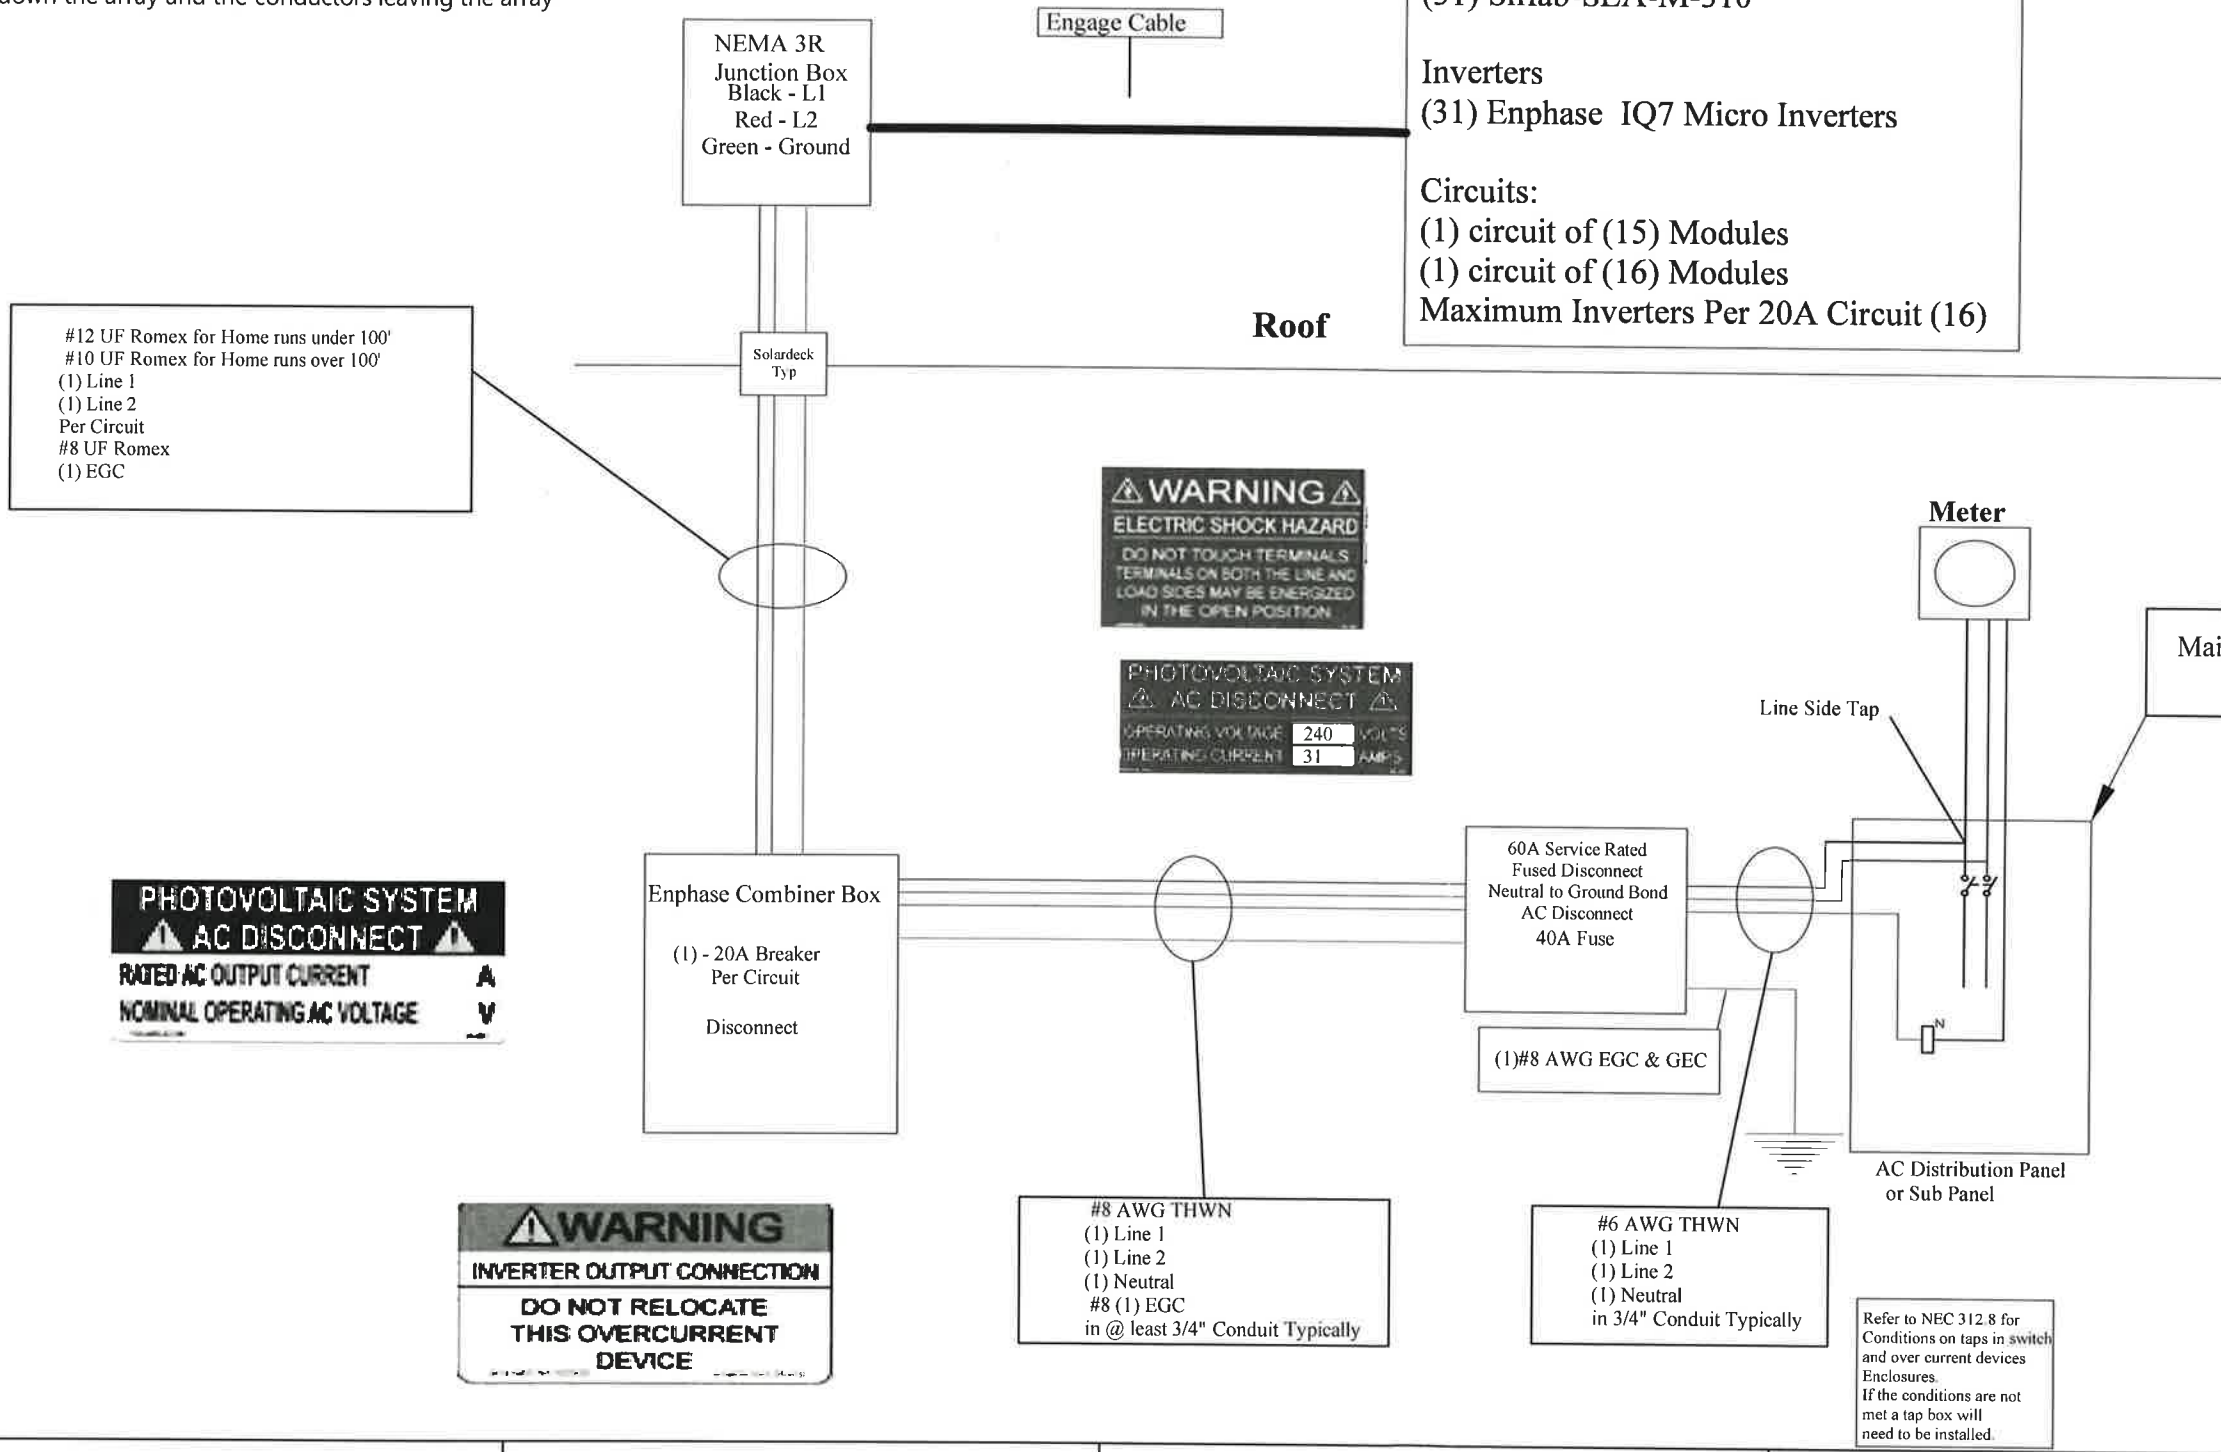 down the array and the conductors leaving the array
NEMA 3R
Junction Box
Black - L1
Red - L2
Green - Ground
Engage Cable
Inverters
(31) Enphase IQ7 Micro Inverters
Circuits:
(1) circuit of (15) Modules
(1) circuit of (16) Modules
Maximum Inverters Per 20A Circuit (16)
Roof
#12 UF Romex for Home runs under 100'
#10 UF Romex for Home runs over 100'
(1) Line 1
(1) Line 2
Per Circuit
#8 UF Romex
(1) EGC
Solardeck
Typ
WARNING
ELECTRIC SHOCK HAZARD
DO NOT TOUCH TERMINALS
TERMINALS ON BOTH THE LINE AND
LOAD SIDES MAY BE ENERGIZED
IN THE OPEN POSITION
PHOTOVOLTAIC SYSTEM
AC DISCONNECT
OPERATING VOLTAGE 240 VOLTS
OPERATING CURRENT 31 AMPS
Meter
Mai
Line Side Tap
PHOTOVOLTAIC SYSTEM
AC DISCONNECT
RATED AC OUTPUT CURRENT A
NOMINAL OPERATING AC VOLTAGE V
Enphase Combiner Box
(1) - 20A Breaker
Per Circuit
Disconnect
60A Service Rated
Fused Disconnect
Neutral to Ground Bond
AC Disconnect
40A Fuse
(1)#8 AWG EGC & GEC
N
AC Distribution Panel
or Sub Panel
WARNING
INVERTER OUTPUT CONNECTION
DO NOT RELOCATE
THIS OVERCURRENT
DEVICE
#8 AWG THWN
(1) Line 1
(1) Line 2
(1) Neutral
#8 (1) EGC
in @ least 3/4" Conduit Typically
#6 AWG THWN
(1) Line 1
(1) Line 2
(1) Neutral
in 3/4" Conduit Typically
Refer to NEC 312.8 for
Conditions on taps in switch
and over current devices
Enclosures.
If the conditions are not
met a tap box will
need to be installed.